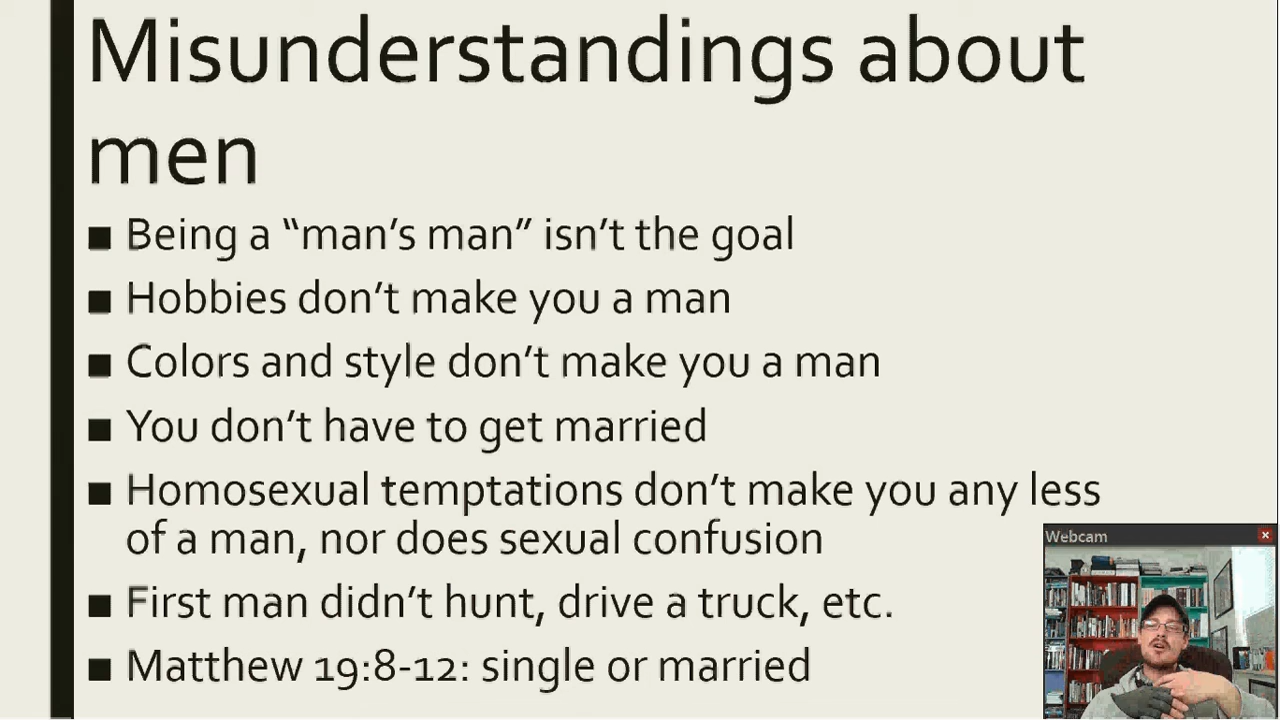 Misunderstandings about
men
■ Being a “man’s man” isn’t the goal
■ Hobbies don’t make you a man
■ Colors and style don’t make you a man
■ You don’t have to get married
■ Homosexual temptations don’t make you any less
of a man, nor does sexual confusion
■ First man didn’t hunt, drive a truck, etc.
■ Matthew 19:8-12: single or married
Webcam